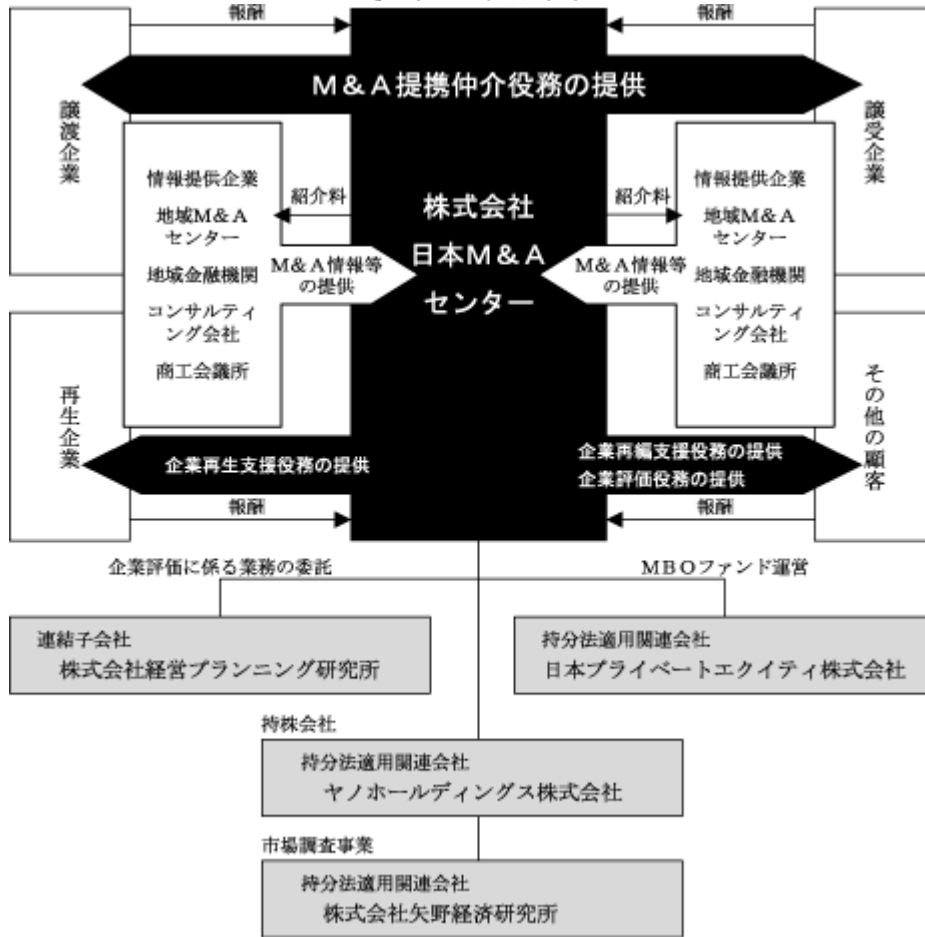 報酬
報酬
M&A提携仲介役務の提供
譲渡企業
譲受企業
情報提供企業
地域M&A
センター
地域金融機関
コンサルティ
ング会社
商工会議所
紹介料
M&A情報等
の提供
株式会社
日本M&A
センター
紹介料
M&A情報等
の提供
情報提供企業
地域M&A
センター
地域金融機関
コンサルティ
ング会社
商工会議所
再生企業
その他の顧客
企業再生支援役務の提供
企業再編支援役務の提供
企業評価役務の提供
報酬
報酬
企業評価に係る業務の委託
MBOファンド運営
連結子会社
株式会社経営プランニング研究所
持分法適用関連会社
日本プライベートエクイティ株式会社
持株会社
持分法適用関連会社
ヤノホールディングス株式会社
市場調査事業
持分法適用関連会社
株式会社矢野経済研究所